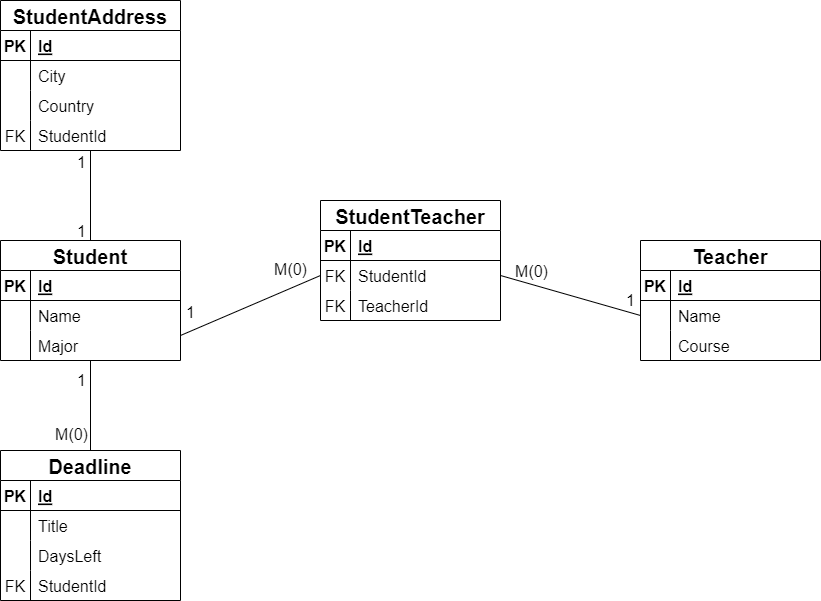 StudentAddress
PK Id
City
Country
FK StudentId
1
1
Student
PK Id
Name
Major
1
M(0)
StudentTeacher
PK Id
FK StudentId
FK TeacherId
M(0)
1
Teacher
PK Id
Name
Course
1
M(0)
Deadline
PK Id
Title
DaysLeft
FK StudentId